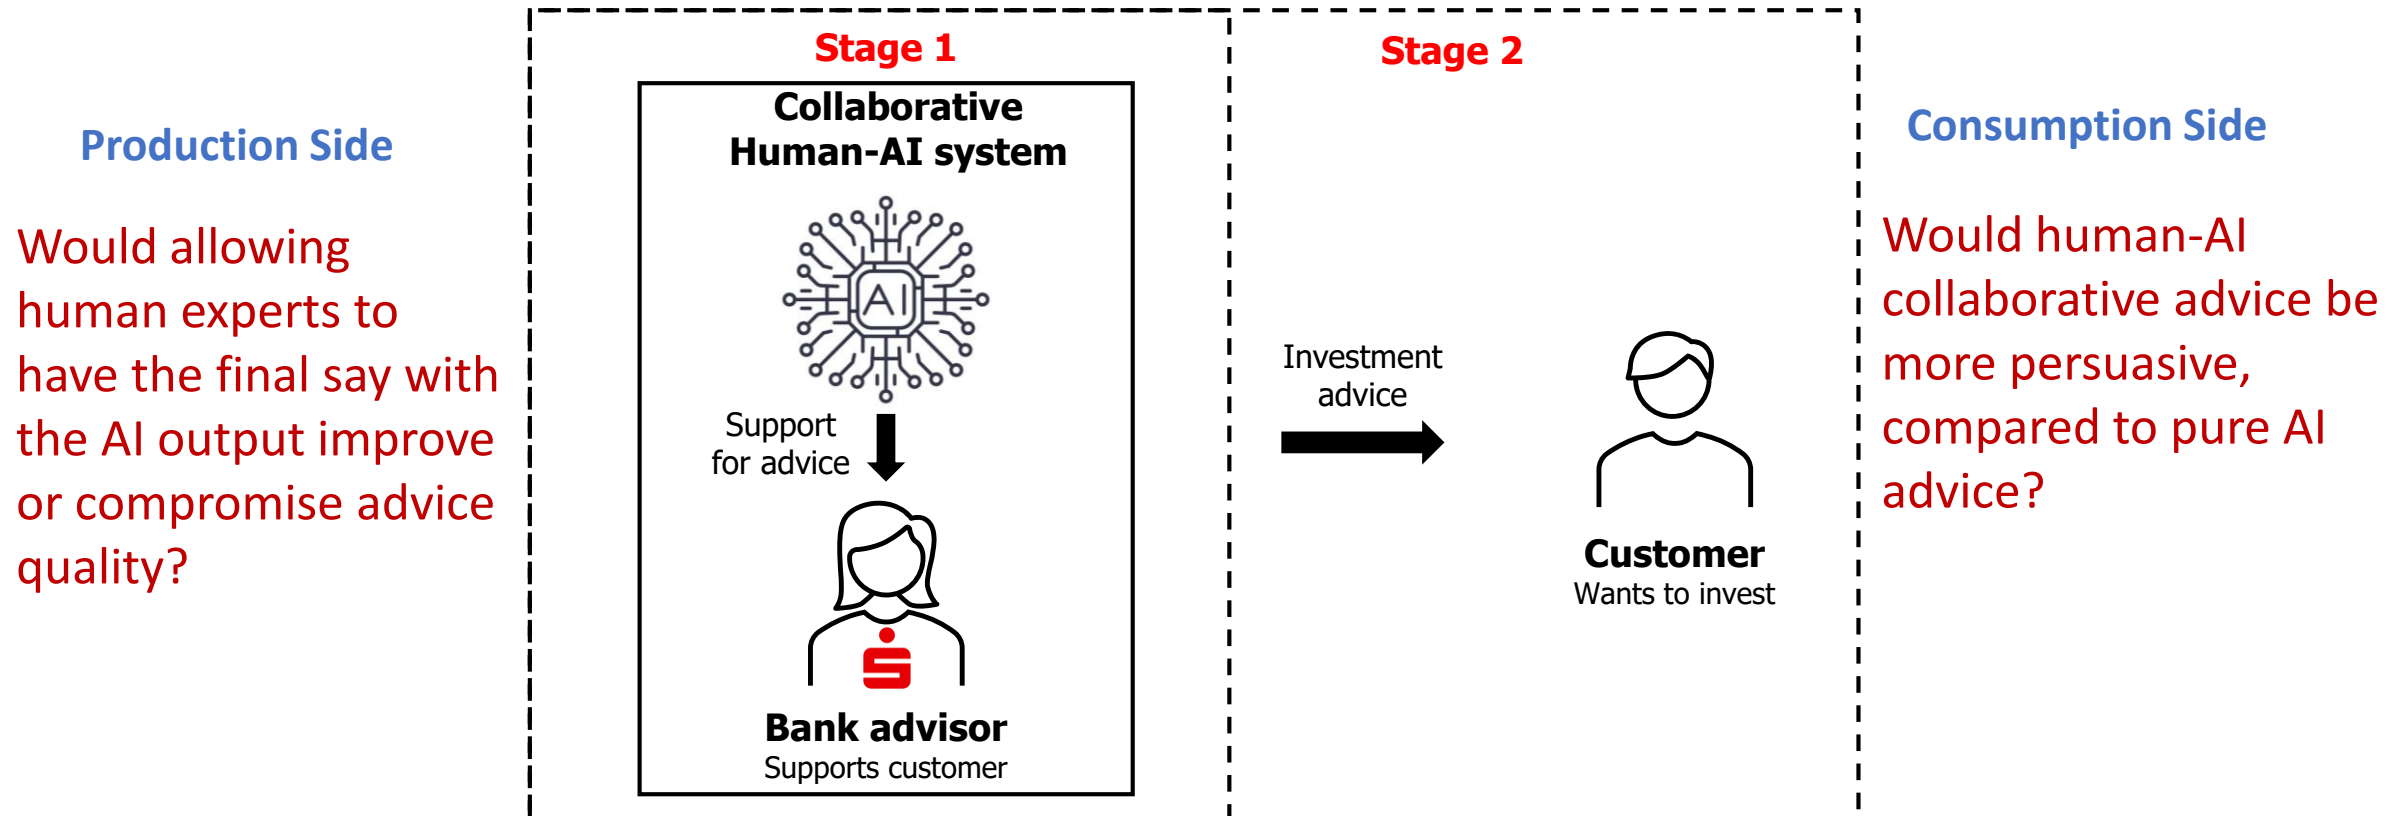 Production Side
Would allowing
human experts to
have the final say with
the AI output improve
or compromise advice
quality?
Stage 1
Collaborative
Human-AI system
AI
Support
for advice
Bank advisor
Supports customer
Stage 2
Investment
advice
Customer
Wants to invest
Consumption Side
Would human-AI
collaborative advice be
more persuasive,
compared to pure AI
advice?